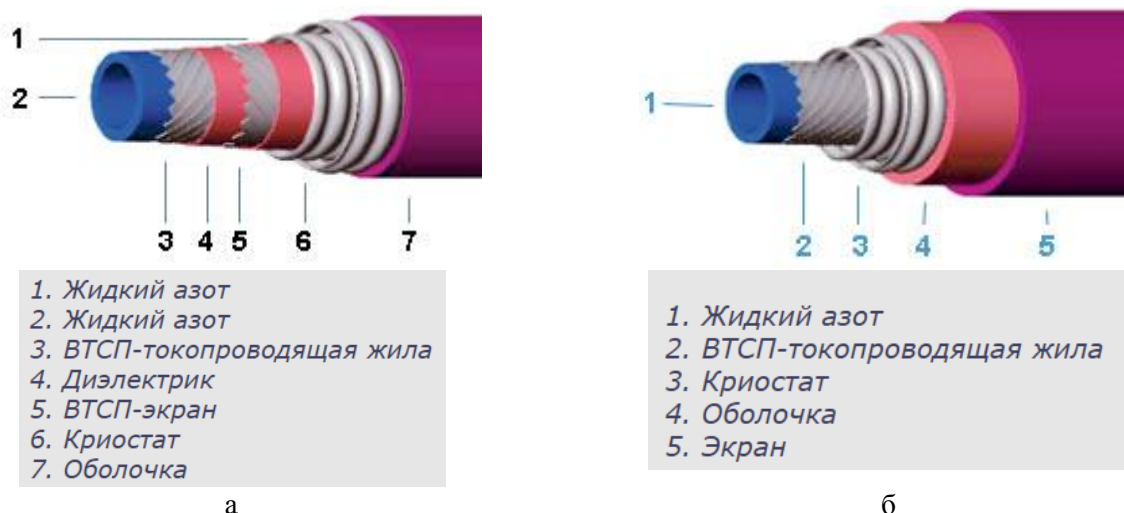 1
2
3 4 5 6 7
1. Жидкий азот
2. Жидкий азот
3. ВТСП-токопроводящая жила
4. Диэлектрик
5. ВТСП-экран
6. Криостат
7. Оболочка
а
1
2 3 4 5
1. Жидкий азот
2. ВТСП-токопроводящая жила
3. Криостат
4. Оболочка
5. Экран
б